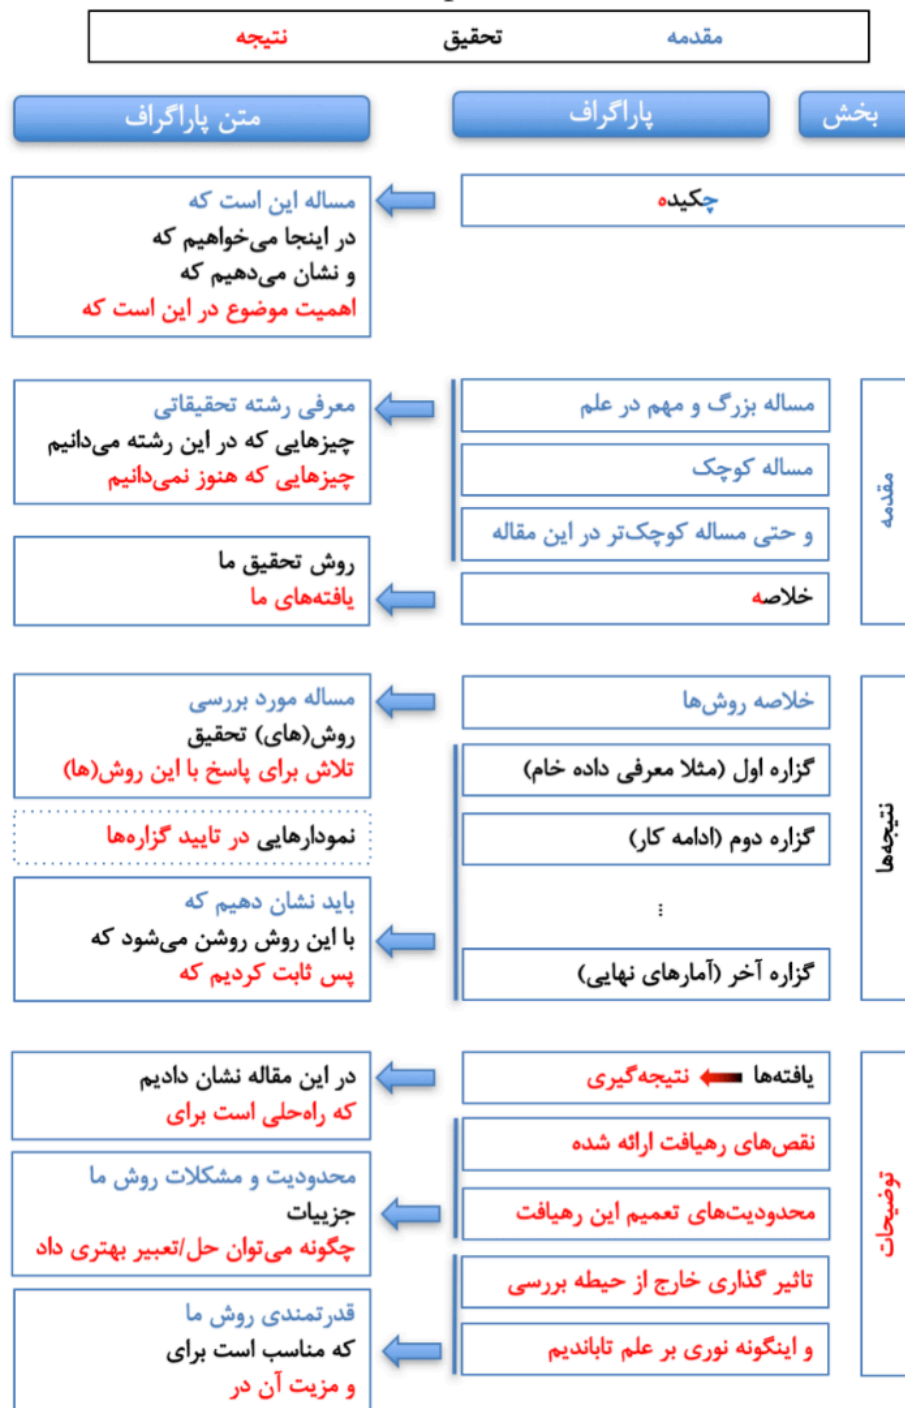 مقدمه تحقیق نتیجه
بخش پاراگراف متن پاراگراف
چکیده
مساله این است که
در اینجا می‌خواهیم که
و نشان می‌دهیم که
اهمیت موضوع در این است که
مقدمه
مساله بزرگ و مهم در علم
مساله کوچک
و حتی مساله کوچک‌تر در این مقاله
خلاصه
معرفی رشته تحقیقاتی
چیزهایی که در این رشته می‌دانیم
چیزهایی که هنوز نمی‌دانیم
روش تحقیق ما
یافته‌های ما
نتیجه‌ها
خلاصه روش‌ها
گزاره اول (مثلا معرفی داده خام)
گزاره دوم (ادامه کار)
...
گزاره آخر (آمارهای نهایی)
مساله مورد بررسی
روش(های) تحقیق
تلاش برای پاسخ با این روش(ها)
نمودارهایی در تایید گزاره‌ها
باید نشان دهیم که
با این روش روشن می‌شود که
پس ثابت کردیم که
توضیحات
یافته‌ها نتیجه‌گیری
نقص‌های رهیافت ارائه شده
محدودیت‌های تعمیم این رهیافت
تاثیر گذاری خارج از حیطه بررسی
و اینگونه نوری بر علم تاباندیم
در این مقاله نشان دادیم
که راه‌حلی است برای
محدودیت و مشکلات روش ما
جزییات
چگونه می‌توان حل/تعبیر بهتری داد
قدرتمندی روش ما
که مناسب است برای
و مزیت آن در